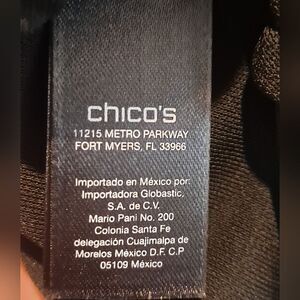 chico's
11215 METRO PARKWAY
FORT MYERS, FL 33966
Importado en México por:
Importadora Globastic,
S.A. de C.V.
Mario Pani No. 200
Colonia Santa Fe
delegación Cuajimalpa de
Morelos México D.F. C.P
05109 México